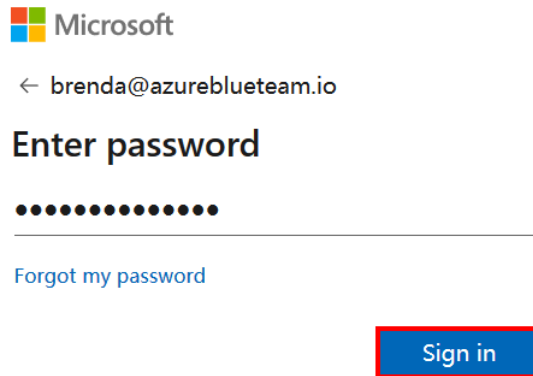 Microsoft
← brenda@azureblueteam.io
Enter password
••••••••••••••
Forgot my password
Sign in